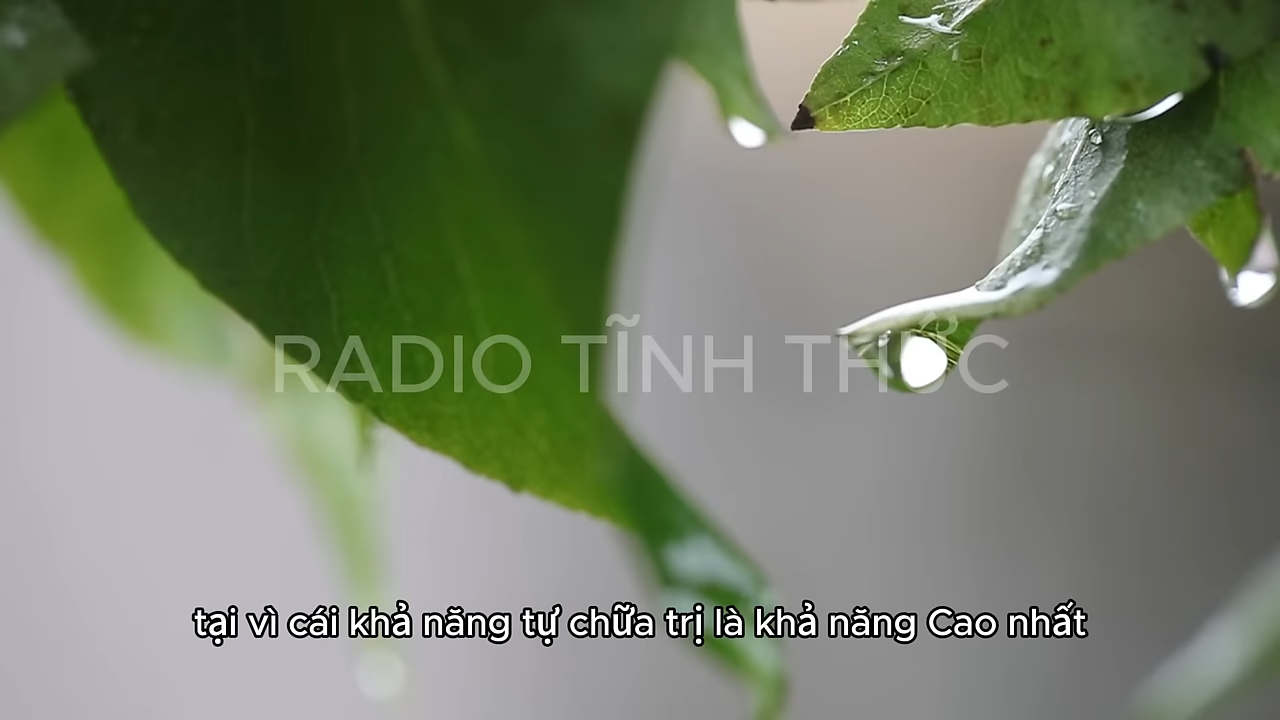 RADIO TĨNH THỨC
tại vì cái khả năng tự chữa trị là khả năng Cao nhất